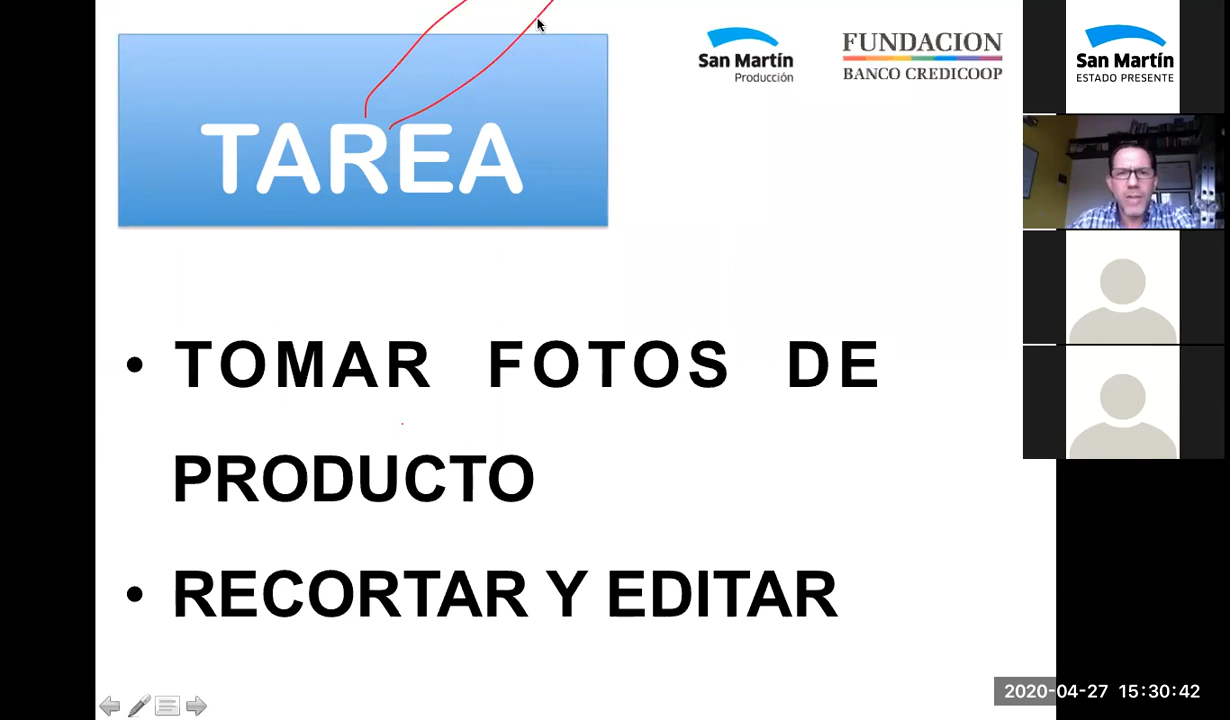 TAREA
San Martín
Producción
FUNDACION
BANCO CREDICOOP
San Martín
ESTADO PRESENTE
• TOMAR FOTOS DE
PRODUCTO
• RECORTAR Y EDITAR
2020-04-27 15:30:42